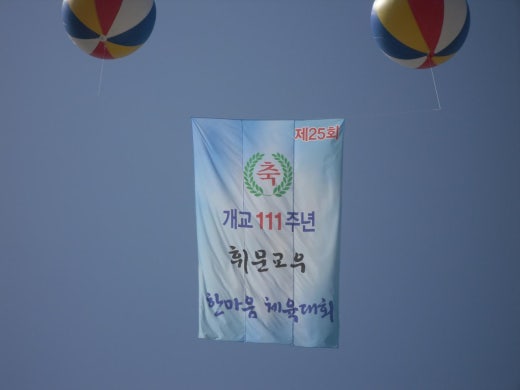 제25회
축
개교 111주년
휘문교우
한마음 체육대회